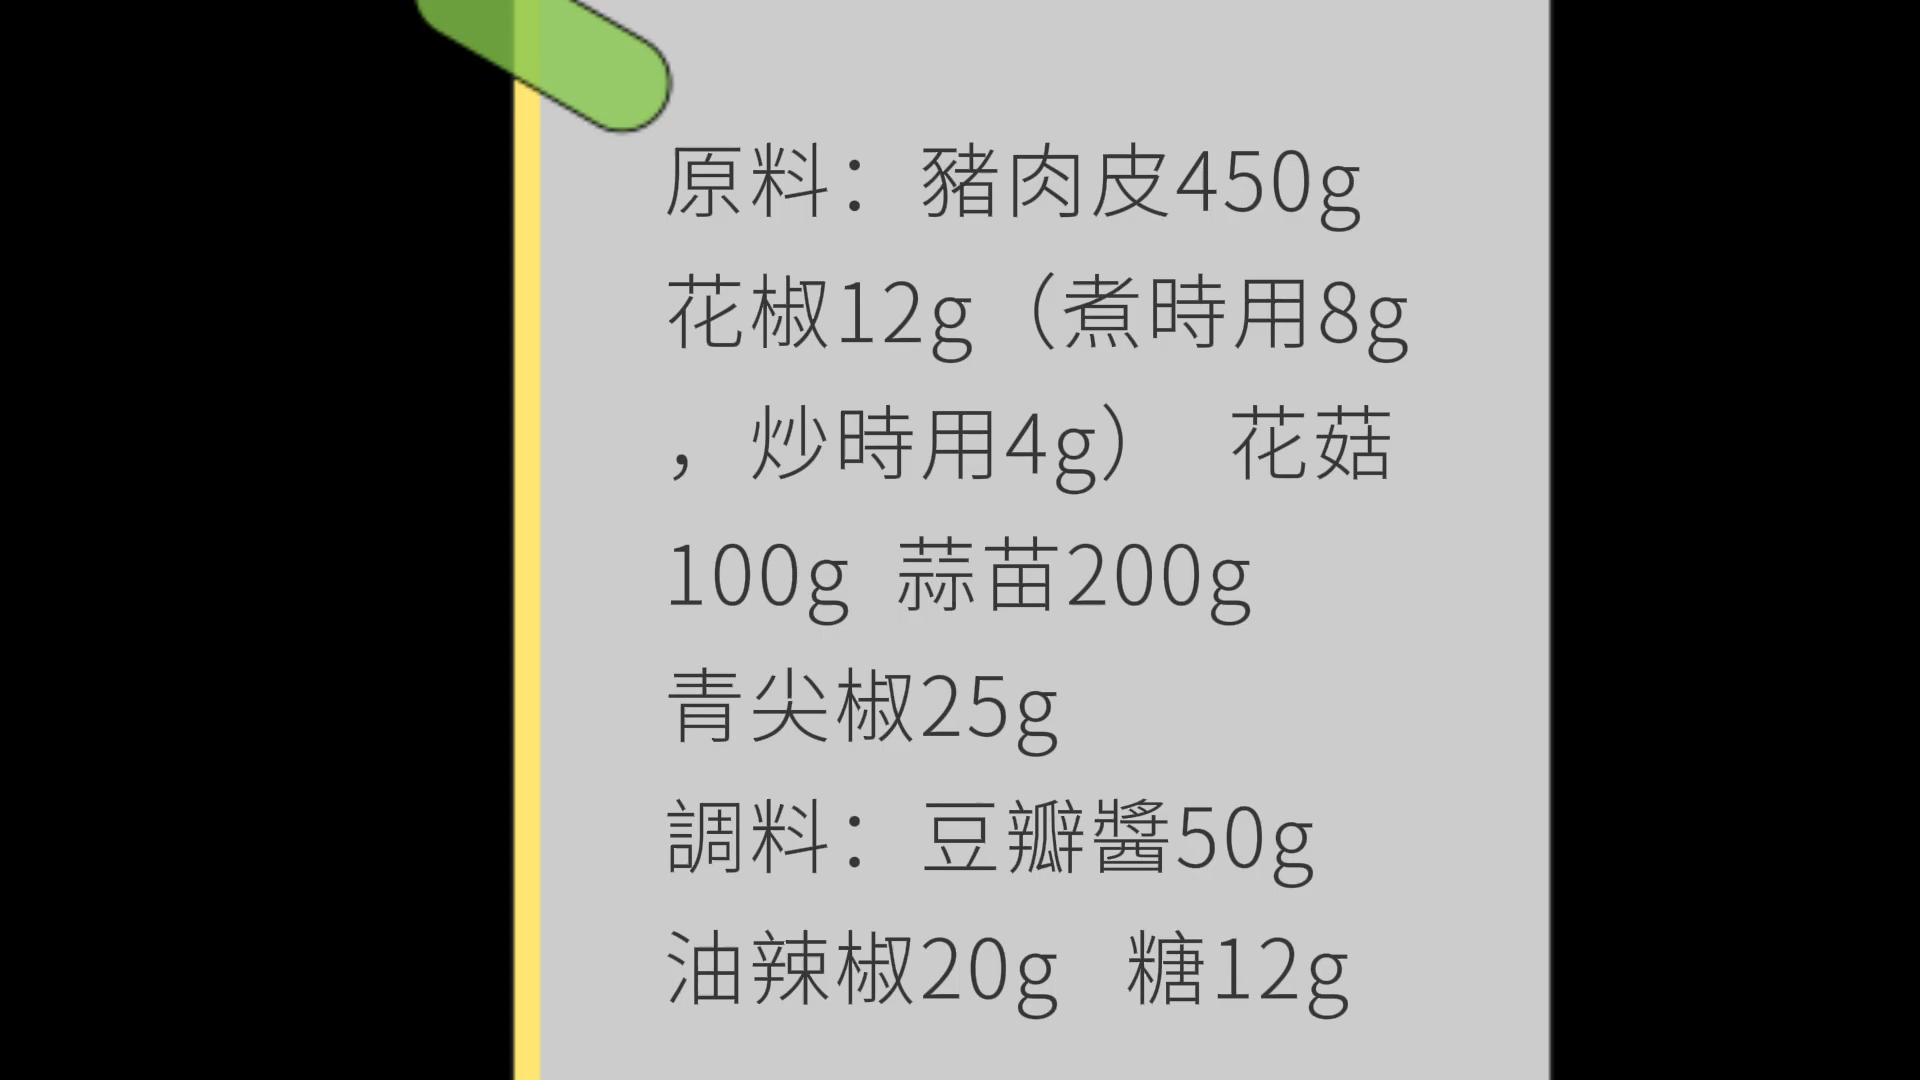 原料：豬肉皮450g
花椒12g（煮時用8g
，炒時用4g） 花菇
100g 蒜苗200g
青尖椒25g
調料：豆瓣醬50g
油辣椒20g 糖12g